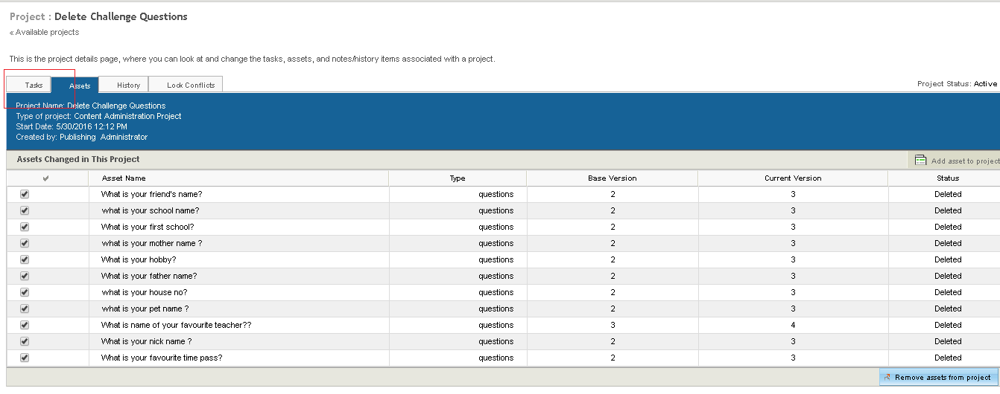 Project : Delete Challenge Questions
« Available projects
This is the project details page, where you can look at and change the tasks, assets, and notes/history items associated with a project.
Tasks Assets History Lock Conflicts Project Status: Active
Project Name: Delete Challenge Questions
Type of project: Content Administration Project
Start Date: 5/30/2016 12:12 PM
Created by: Publishing Administrator
Assets Changed in This Project Add asset to project
Asset Name Type Base Version Current Version Status
What is your friend's name? questions 2 3 Deleted
what is your school name? questions 2 3 Deleted
What is your first school? questions 2 3 Deleted
what is your mother name ? questions 2 3 Deleted
What is your hobby? questions 2 3 Deleted
What is your father name? questions 2 3 Deleted
what is your house no? questions 2 3 Deleted
what is your pet name ? questions 2 3 Deleted
What is name of your favourite teacher?? questions 3 4 Deleted
What is your nick name ? questions 2 3 Deleted
What is your favourite time pass? questions 2 3 Deleted
Remove assets from project